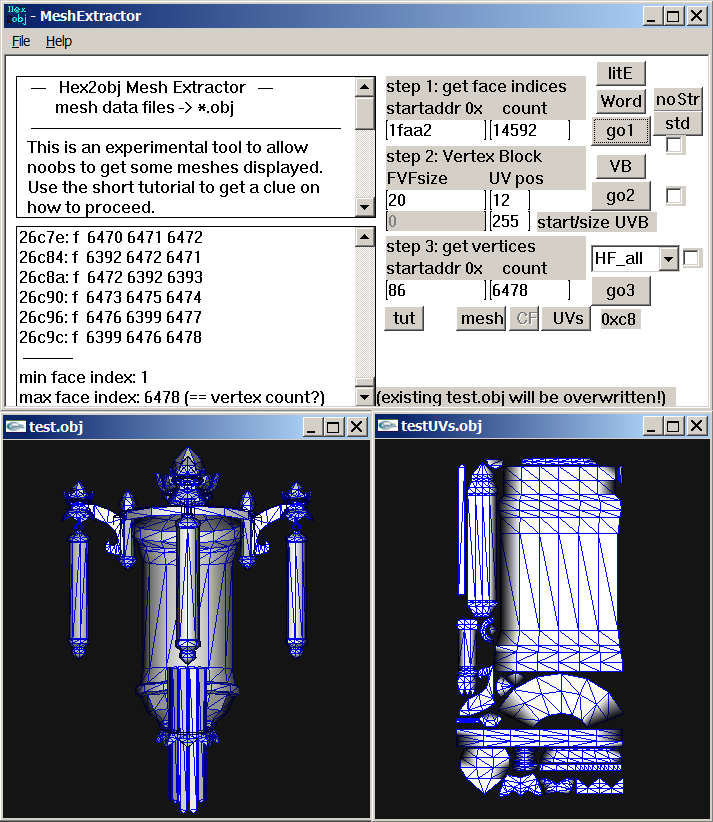 Hex
obj
- MeshExtractor
File Help
— Hex2obj Mesh Extractor —
mesh data files -> *.obj
This is an experimental tool to allow
noobs to get some meshes displayed.
Use the short tutorial to get a clue on
how to proceed.
26c7e: f 6470 6471 6472
26c84: f 6392 6472 6471
26c8a: f 6472 6392 6393
26c90: f 6473 6475 6474
26c96: f 6476 6399 6477
26c9c: f 6399 6476 6478
min face index: 1
max face index: 6478 (== vertex count?)
step 1: get face indices
startaddr 0x count
1faa2 14592
litE
Word noStr
go1 std
step 2: Vertex Block
FVFsize UV pos
20 12
0 255 start/size UVB
VB
go2
step 3: get vertices
startaddr 0x count
86 6478
HF_all
go3
tut mesh CF UVs 0xc8
(existing test.obj will be overwritten!)
test.obj
testUVs.obj